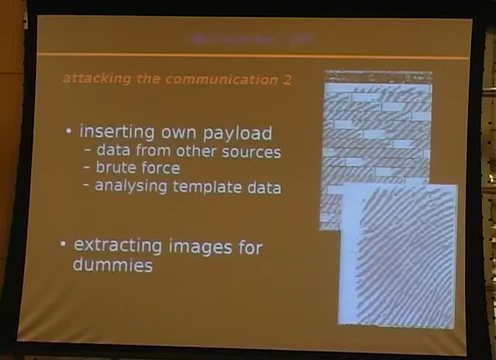 attacking the communication 2
• inserting own payload
– data from other sources
– brute force
– analysing template data
• extracting images for
dummies